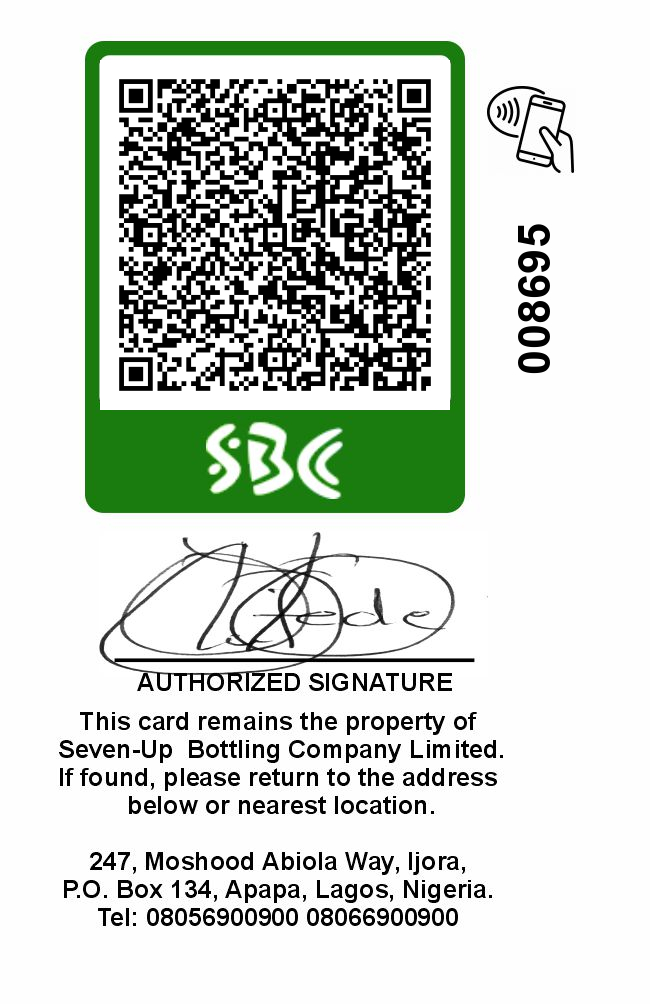 008695
SBC
AUTHORIZED SIGNATURE
This card remains the property of
Seven-Up Bottling Company Limited.
If found, please return to the address
below or nearest location.
247, Moshood Abiola Way, Ijora,
P.O. Box 134, Apapa, Lagos, Nigeria.
Tel: 08056900900 08066900900